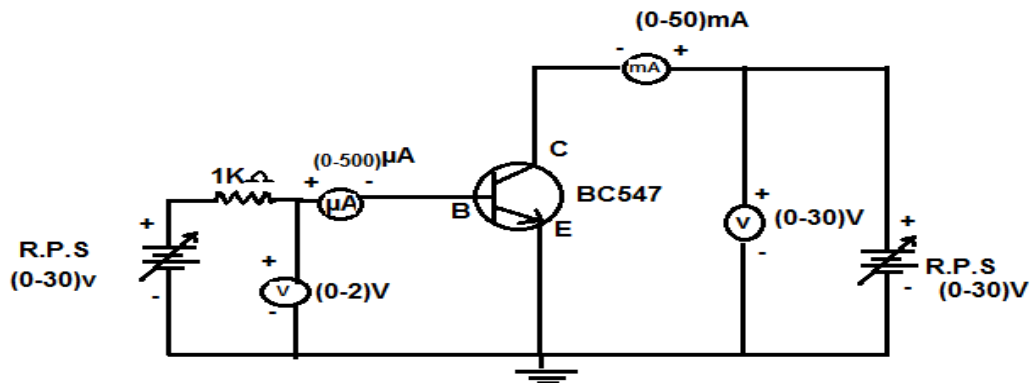 (0-50)mA
- +
mA
C
(0-500)µA
1KΩ
+ -
µA
B
BC547
E
+
R.P.S
(0-30)v
-
+
V
(0-2)V
-
+
V
(0-30)V
-
+
R.P.S
(0-30)V
-